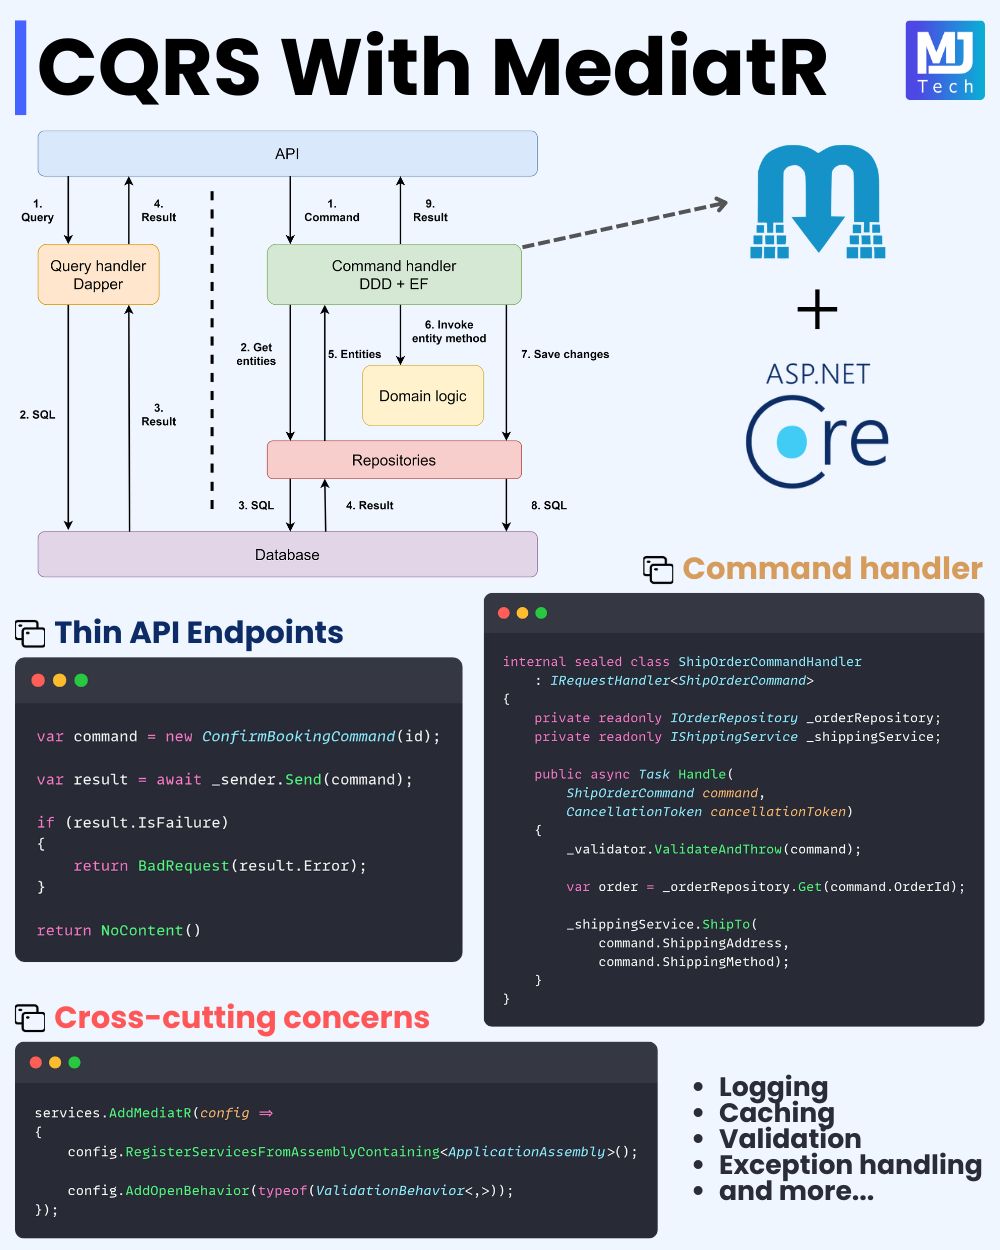 CQRS With MediatR
MJ
Tech
API
1.
Query
4.
Result
1.
Command
9.
Result
Query handler
Dapper
Command handler
DDD + EF
2. Get
entities
5. Entities
6. Invoke
entity method
7. Save changes
Domain logic
2. SQL
3.
Result
Repositories
3. SQL
4. Result
8. SQL
Database
+
ASP.NET
Core
Thin API Endpoints
var command = new ConfirmBookingCommand(id);
var result = await _sender.Send(command);
if (result.IsFailure)
{
    return BadRequest(result.Error);
}
return NoContent()
Command handler
internal sealed class ShipOrderCommandHandler
    : IRequestHandler<ShipOrderCommand>
{
    private readonly IOrderRepository _orderRepository;
    private readonly IShippingService _shippingService;
    public async Task Handle(
        ShipOrderCommand command,
        CancellationToken cancellationToken)
    {
        _validator.ValidateAndThrow(command);
        var order = _orderRepository.Get(command.OrderId);
        _shippingService.ShipTo(
            command.ShippingAddress,
            command.ShippingMethod);
    }
}
Cross-cutting concerns
services.AddMediatR(config =>
{
    config.RegisterServicesFromAssemblyContaining<ApplicationAssembly>();
    config.AddOpenBehavior(typeof(ValidationBehavior<,>));
});
• Logging
• Caching
• Validation
• Exception handling
• and more...